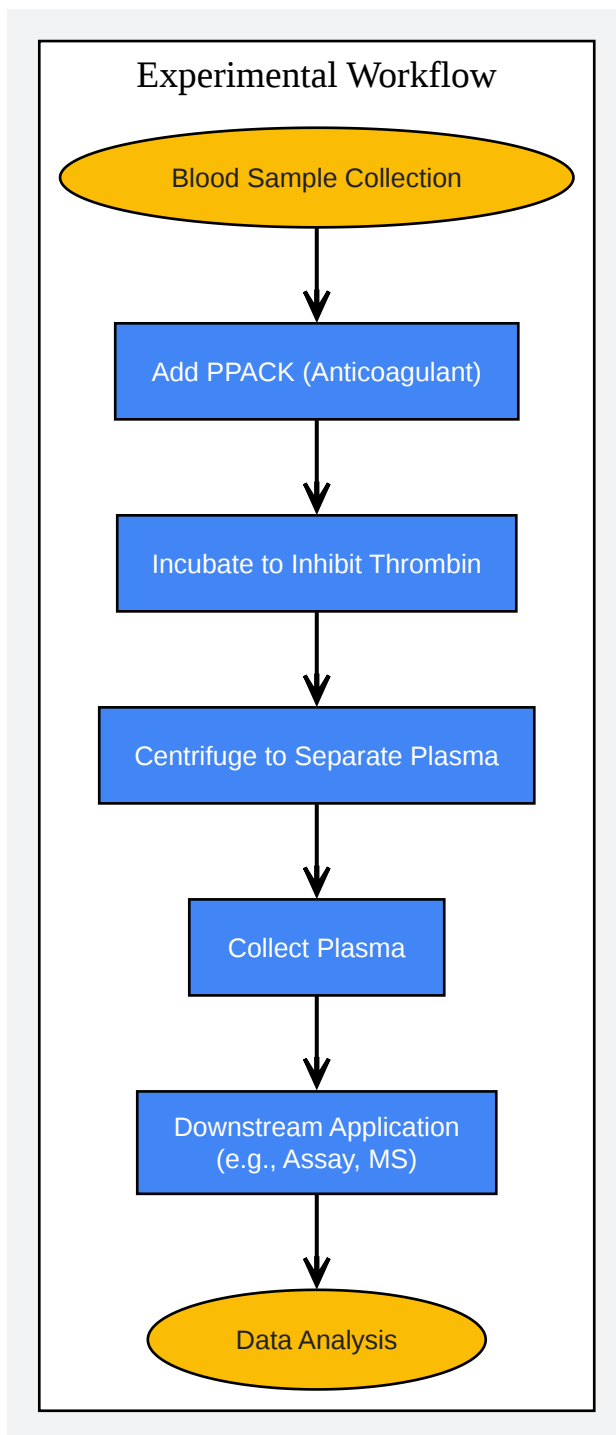 Experimental Workflow
Blood Sample Collection
Add PPACK (Anticoagulant)
Incubate to Inhibit Thrombin
Centrifuge to Separate Plasma
Collect Plasma
Downstream Application
(e.g., Assay, MS)
Data Analysis